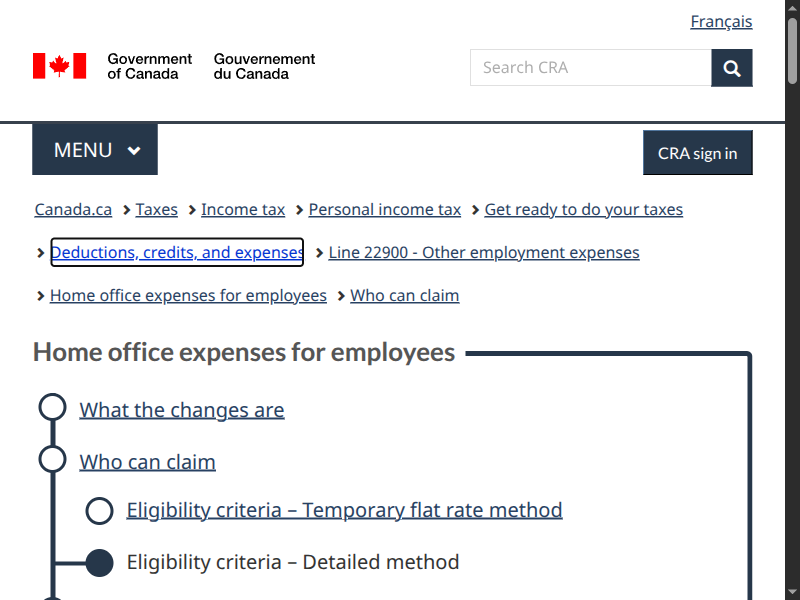 Français
Government Gouvernement
of Canada du Canada
Search CRA
MENU
CRA sign in
Canada.ca Taxes Income tax Personal income tax Get ready to do your taxes
Deductions, credits, and expenses Line 22900 - Other employment expenses
Home office expenses for employees Who can claim
Home office expenses for employees
What the changes are
Who can claim
Eligibility criteria – Temporary flat rate method
Eligibility criteria – Detailed method